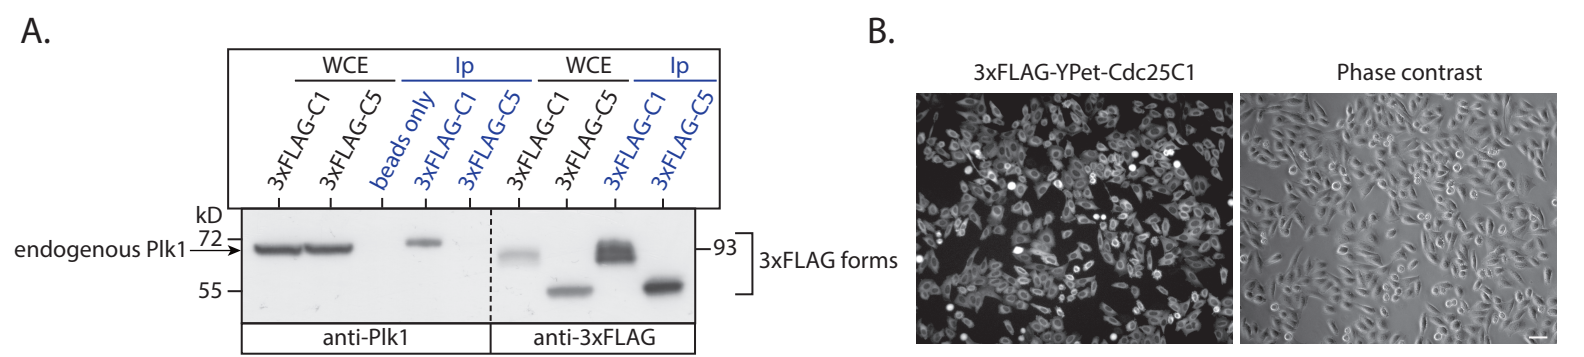 A.
WCE
Ip
WCE
Ip
3xFLAG-C1
3xFLAG-C5
beads only
3xFLAG-C1
3xFLAG-C5
3xFLAG-C1
3xFLAG-C5
3xFLAG-C1
3xFLAG-C5
kD
72
endogenous Plk1
55
93
3xFLAG forms
anti-Plk1
anti-3xFLAG
B.
3xFLAG-YPet-Cdc25C1
Phase contrast